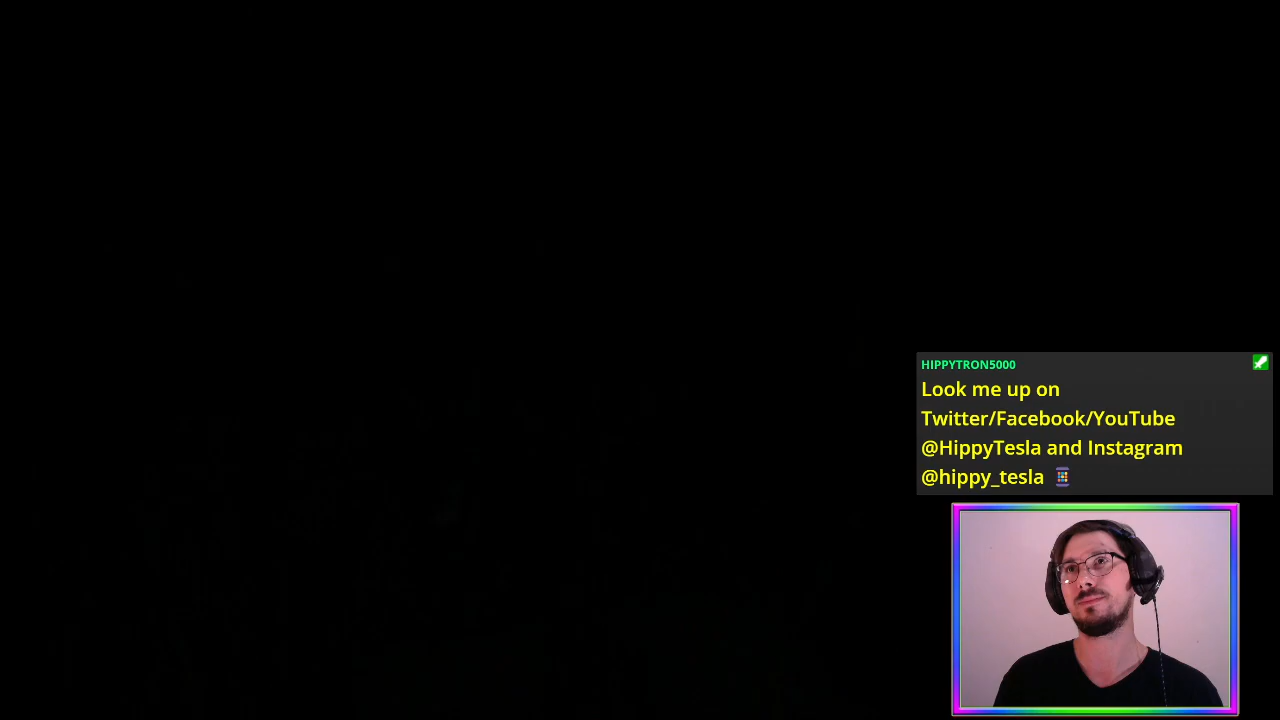 HIPPYTRON5000
Look me up on
Twitter/Facebook/YouTube
@HippyTesla and Instagram
@hippy_tesla